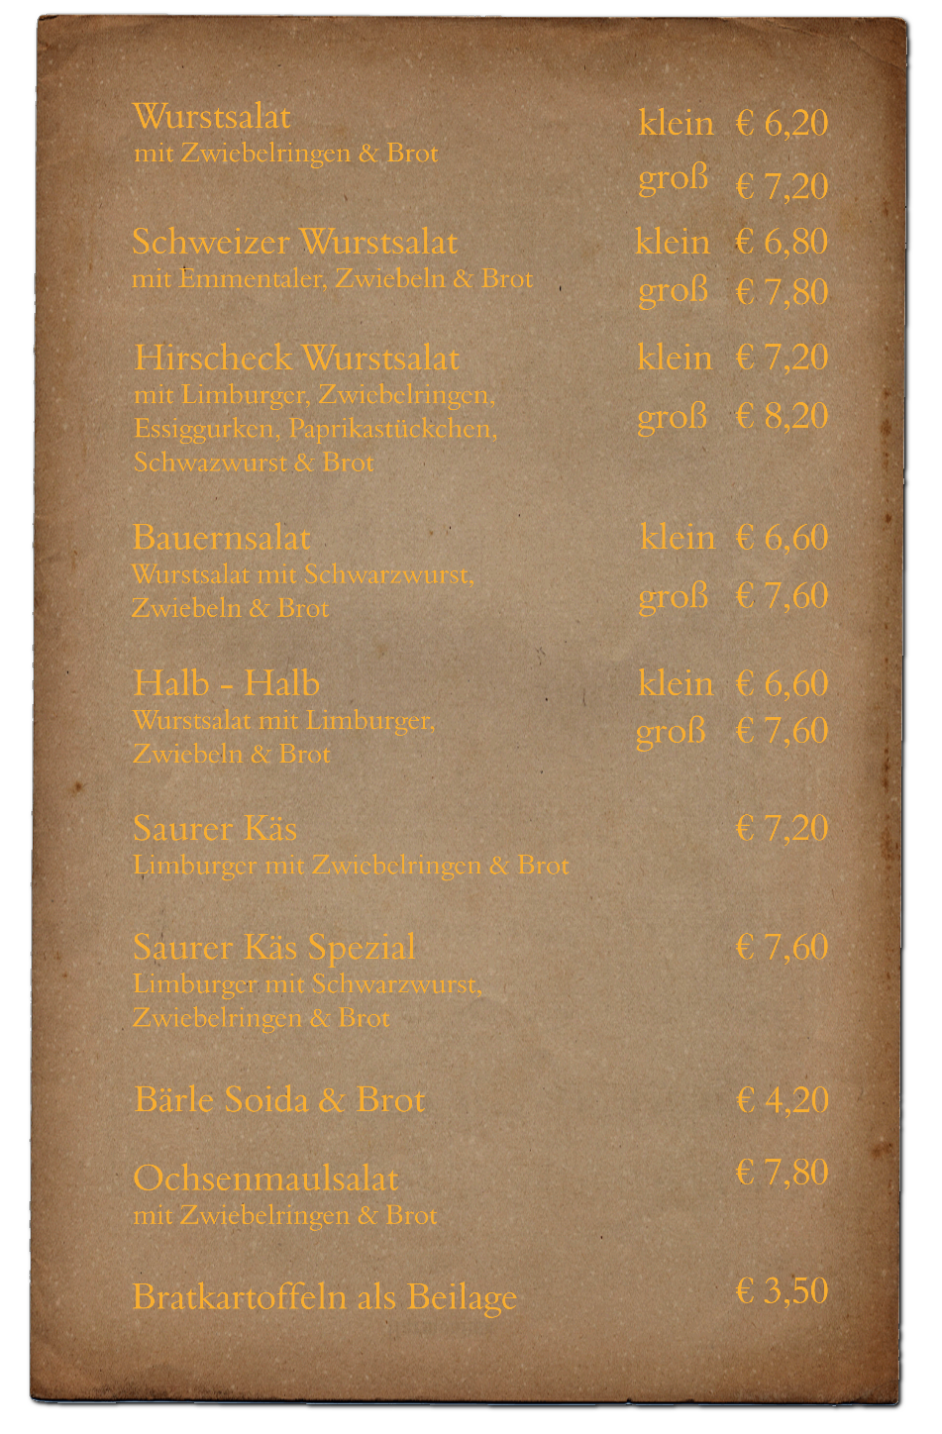 Wurstsalat klein € 6,20
mit Zwiebelringen & Brot
groß € 7,20
Schweizer Wurstsalat klein € 6,80
mit Emmentaler, Zwiebeln & Brot
groß € 7,80
Hirscheck Wurstsalat klein € 7,20
mit Limburger, Zwiebelringen,
groß € 8,20
Essiggurken, Paprikastückchen,
Schwazwurst & Brot
Bauernsalat klein € 6,60
Wurstsalat mit Schwarzwurst,
groß € 7,60
Zwiebeln & Brot
Halb - Halb klein € 6,60
Wurstsalat mit Limburger,
groß € 7,60
Zwiebeln & Brot
Saurer Käs € 7,20
Limburger mit Zwiebelringen & Brot
Saurer Käs Spezial € 7,60
Limburger mit Schwarzwurst,
Zwiebelringen & Brot
Bärle Soida & Brot € 4,20
Ochsenmaulsalat € 7,80
mit Zwiebelringen & Brot
Bratkartoffeln als Beilage € 3,50